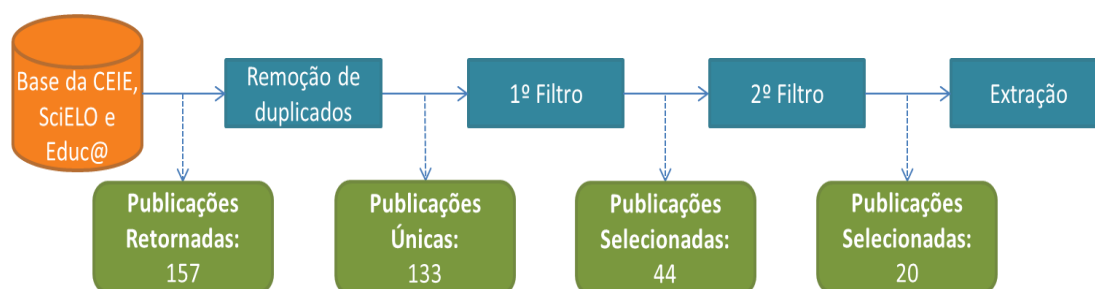 Base da CEIE,
SciELO e
Educ@
Remoção de
duplicados
1º Filtro
2º Filtro
Extração
Publicações
Retornadas:
157
Publicações
Únicas:
133
Publicações
Selecionadas:
44
Publicações
Selecionadas:
20